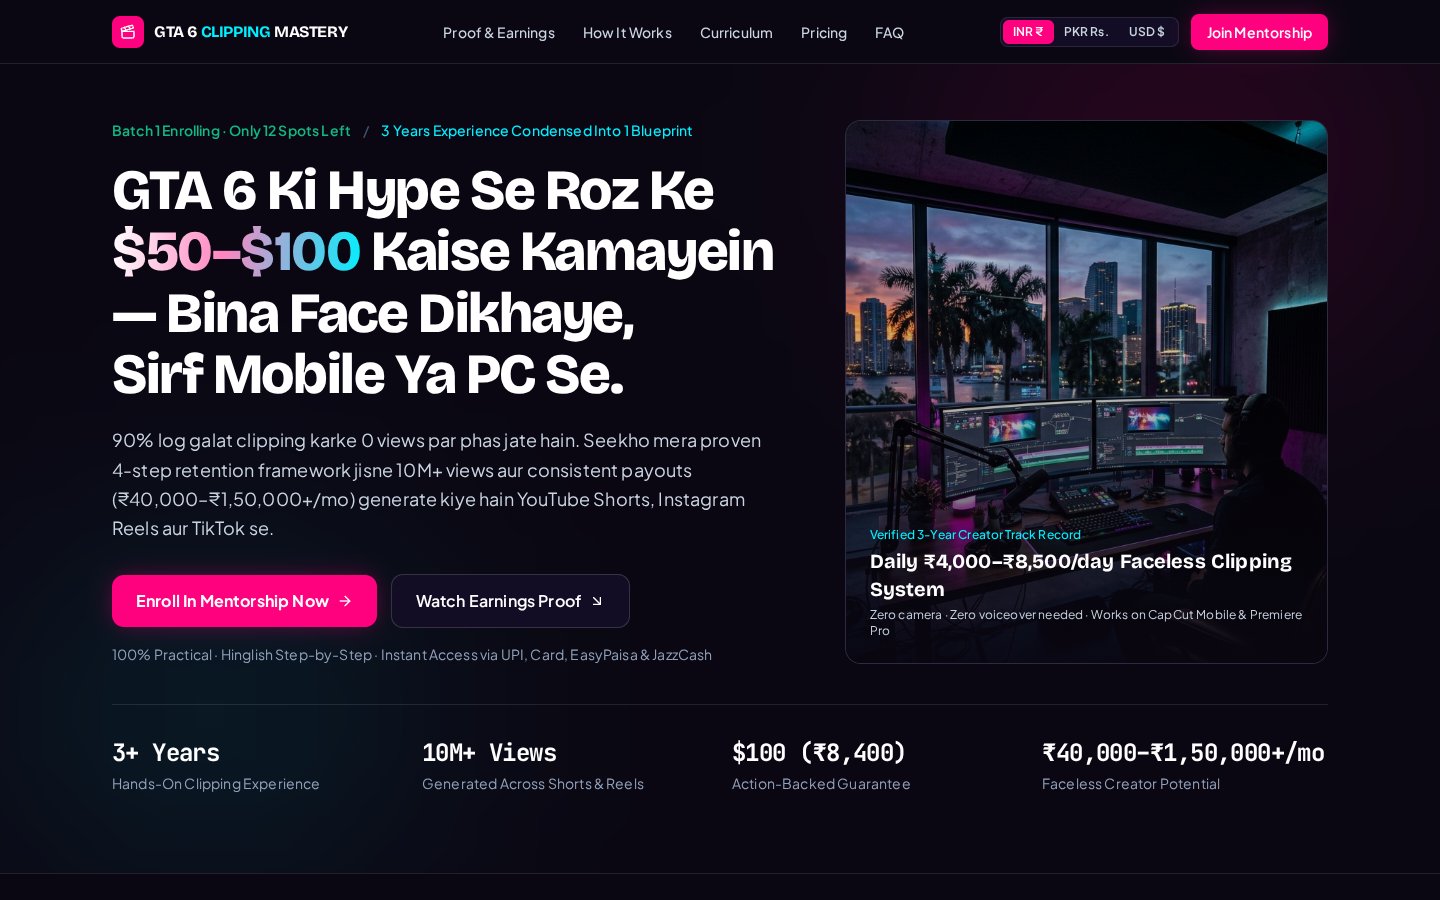 GTA 6 CLIPPING MASTERY
Proof & Earnings
How It Works
Curriculum
Pricing
FAQ
INR ₹
PKR Rs.
USD $
Join Mentorship
Batch 1 Enrolling · Only 12 Spots Left / 3 Years Experience Condensed Into 1 Blueprint
GTA 6 Ki Hype Se Roz Ke
$50–$100 Kaise Kamayein
— Bina Face Dikhaye,
Sirf Mobile Ya PC Se.
90% log galat clipping karke 0 views par phas jate hain. Seekho mera proven
4-step retention framework jisne 10M+ views aur consistent payouts
(₹40,000–₹1,50,000+/mo) generate kiye hain YouTube Shorts, Instagram
Reels aur TikTok se.
Enroll In Mentorship Now →
Watch Earnings Proof ↘
100% Practical · Hinglish Step-by-Step · Instant Access via UPI, Card, EasyPaisa & JazzCash
Verified 3-Year Creator Track Record
Daily ₹4,000–₹8,500/day Faceless Clipping
System
Zero camera · Zero voiceover needed · Works on CapCut Mobile & Premiere
Pro
3+ Years
Hands-On Clipping Experience
10M+ Views
Generated Across Shorts & Reels
$100 (₹8,400)
Action-Backed Guarantee
₹40,000–₹1,50,000+/mo
Faceless Creator Potential